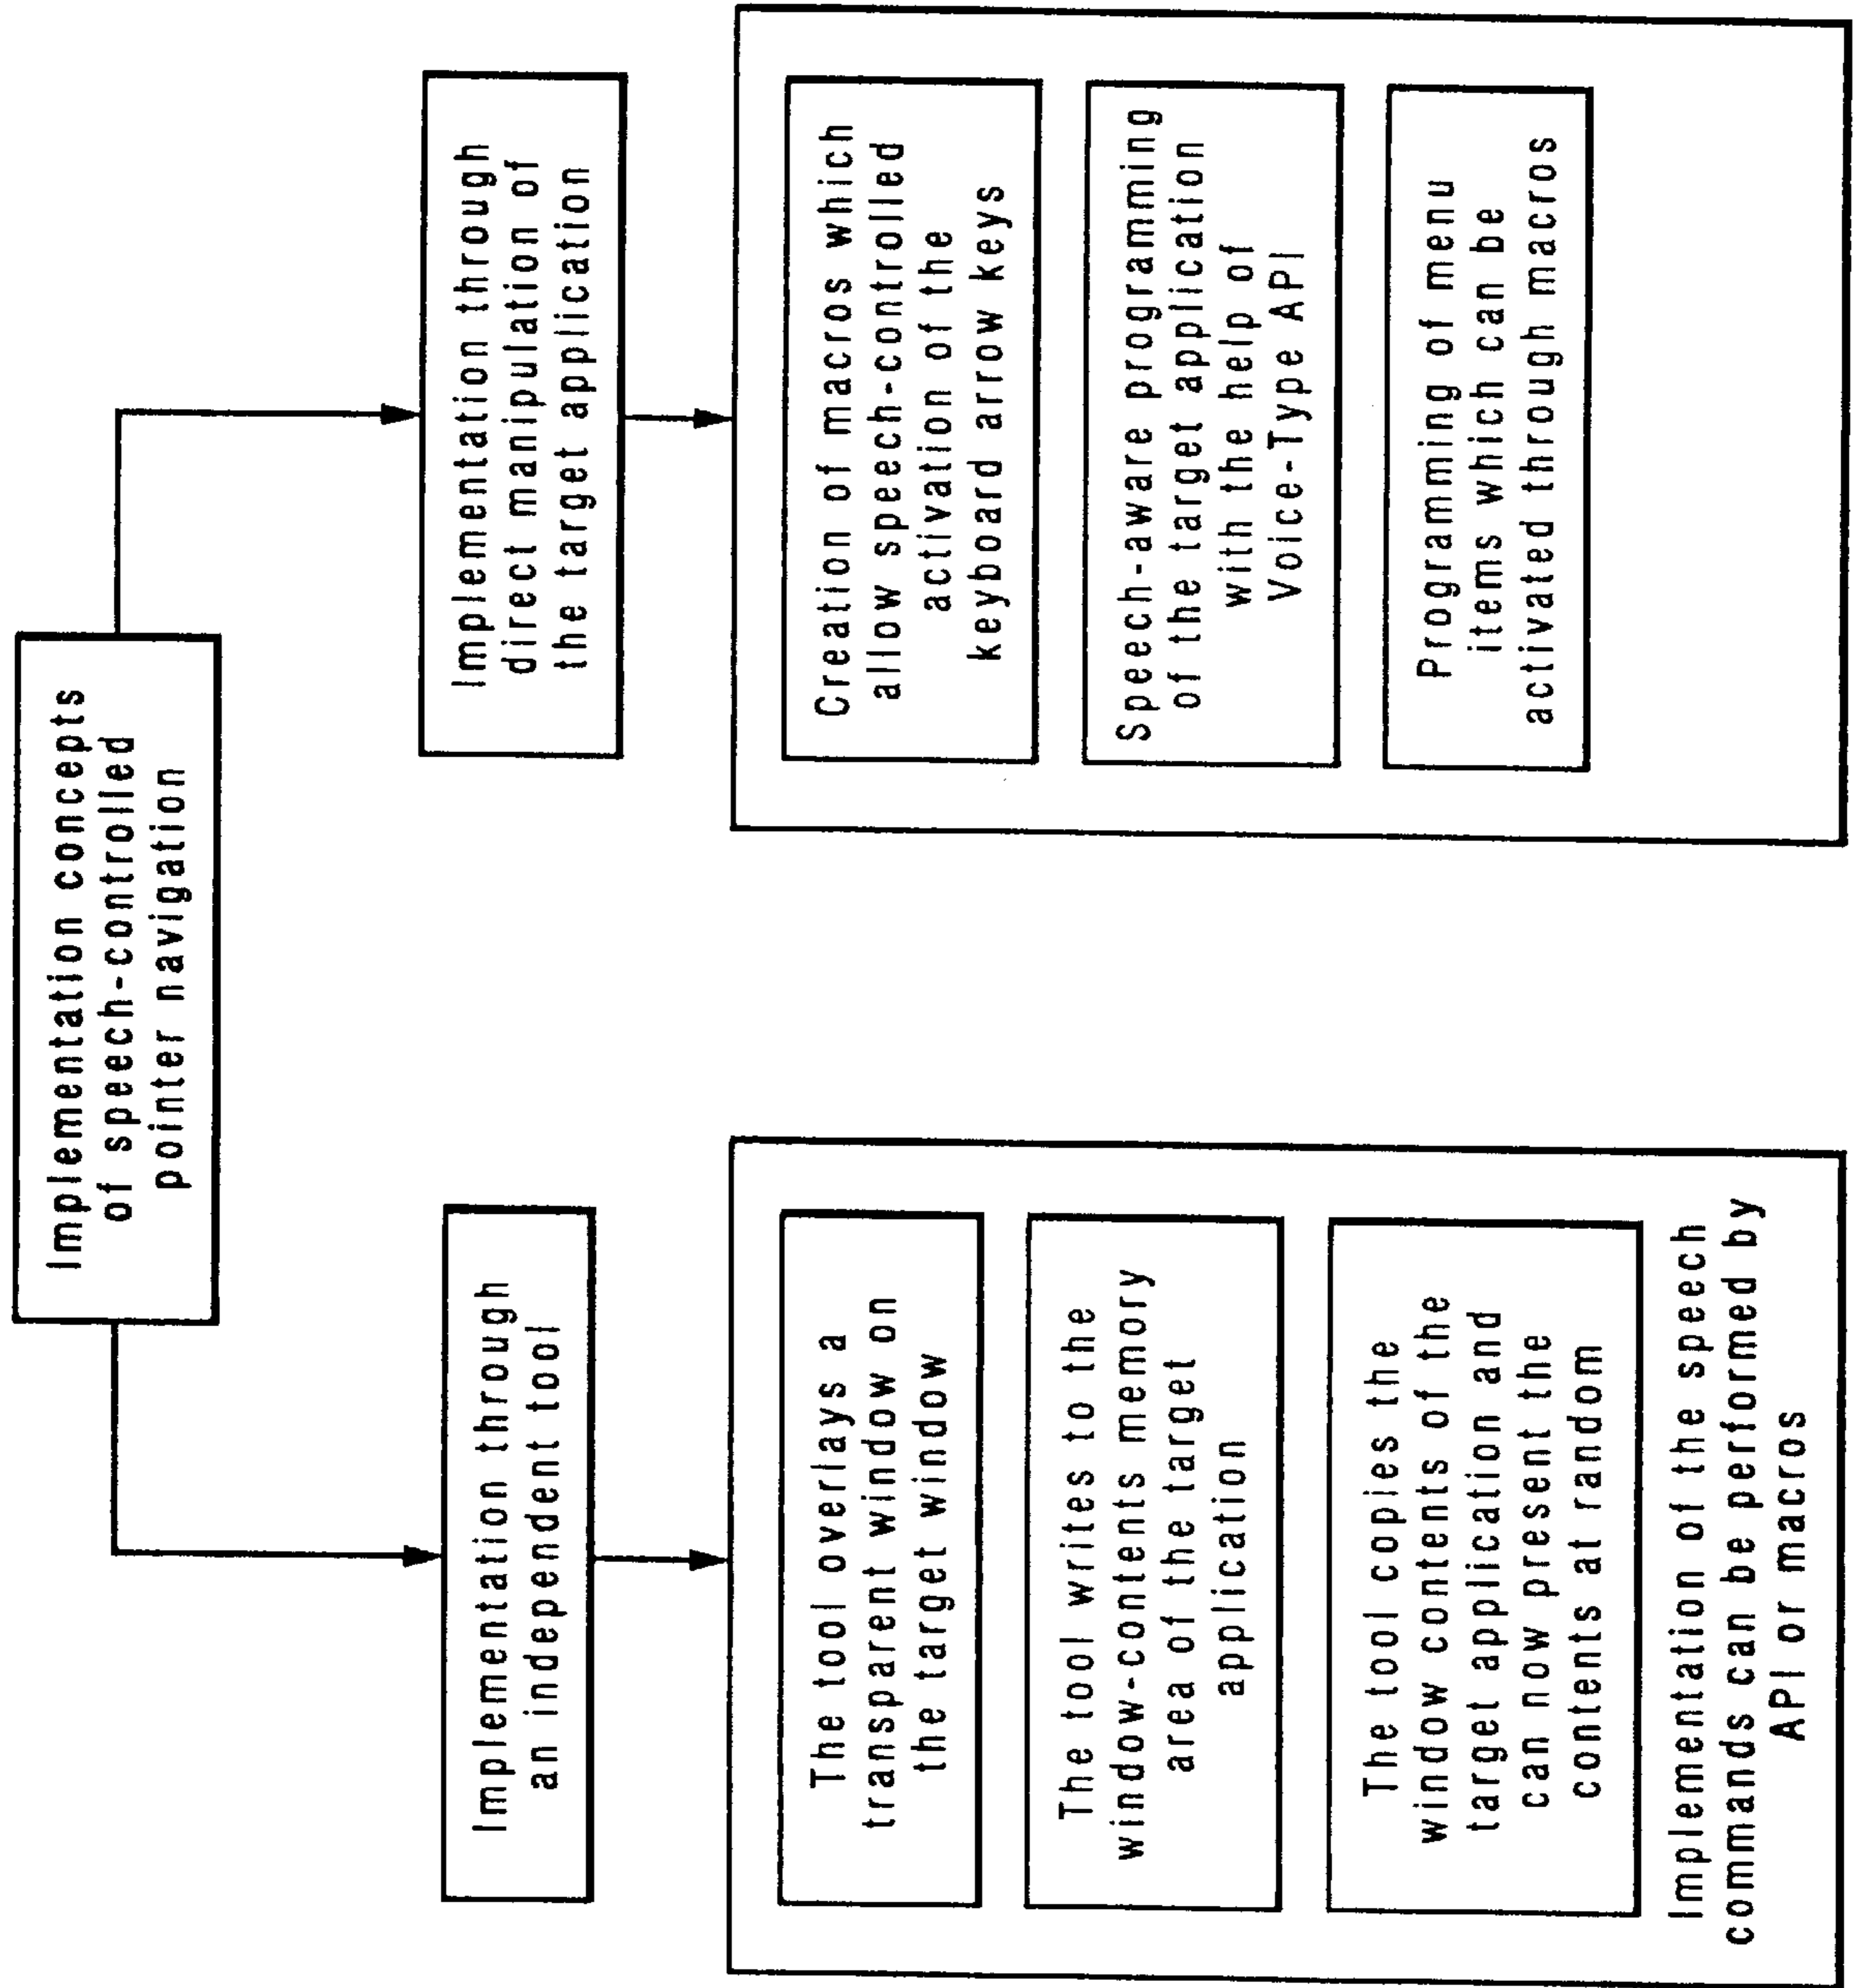 Implementation concepts
of speech-controlled
pointer navigation
Implementation through
an independent tool
The tool overlays a
transparent window on
the target window
The tool writes to the
window-contents memory
area of the target
application
The tool copies the
window contents of the
target application and
can now present the
contents at random
Implementation of the speech
commands can be performed by
API or macros
Implementation through
direct manipulation of
the target application
Creation of macros which
allow speech-controlled
activation of the
keyboard arrow keys
Speech-aware programming
of the target application
with the help of
Voice-Type API
Programming of menu
items which can be
activated through macros